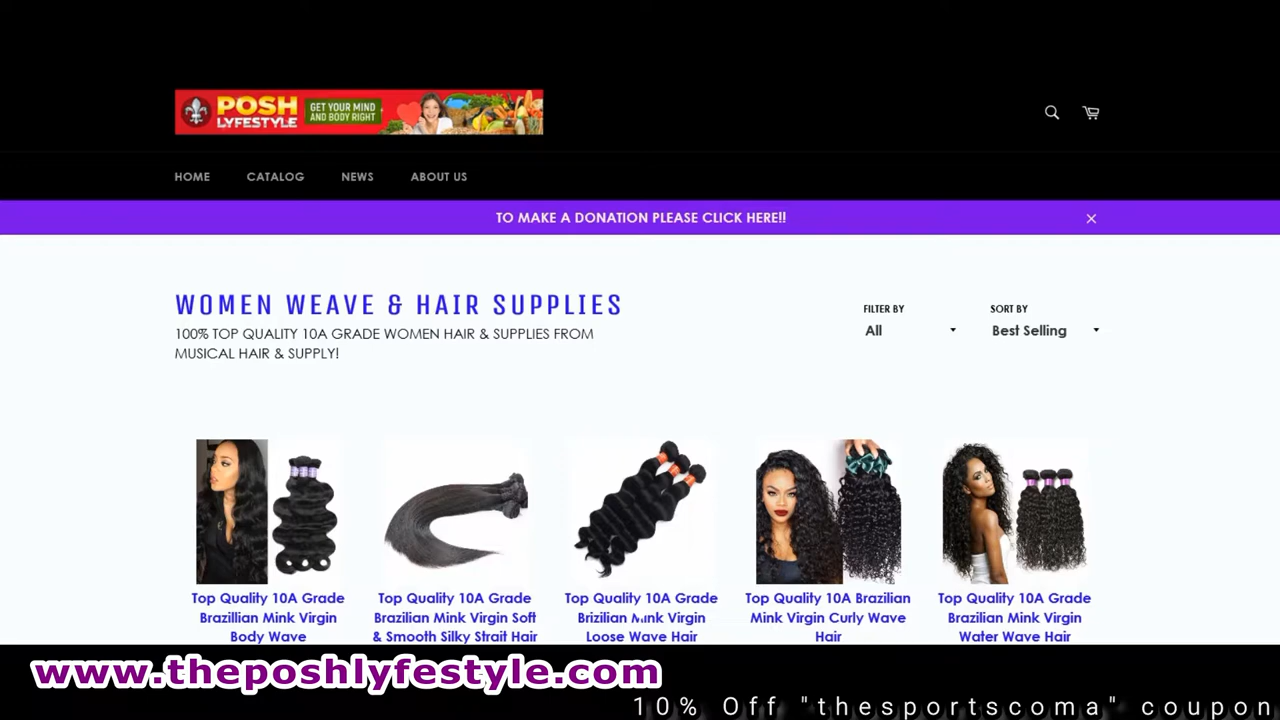 POSH
LYFESTYLE
GET YOUR MIND
AND BODY RIGHT
HOME CATALOG NEWS ABOUT US
TO MAKE A DONATION PLEASE CLICK HERE!!
WOMEN WEAVE & HAIR SUPPLIES
100% TOP QUALITY 10A GRADE WOMEN HAIR & SUPPLIES FROM
MUSICAL HAIR & SUPPLY!
FILTER BY
All
SORT BY
Best Selling
Top Quality 10A Grade
Brazillian Mink Virgin
Body Wave
Top Quality 10A Grade
Brazilian Mink Virgin Soft
& Smooth Silky Strait Hair
Top Quality 10A Grade
Brizilian Mink Virgin
Loose Wave Hair
Top Quality 10A Brazilian
Mink Virgin Curly Wave
Hair
Top Quality 10A Grade
Brazilian Mink Virgin
Water Wave Hair
www.theposhlyfestyle.com
10% Off "thesportscoma" coupon